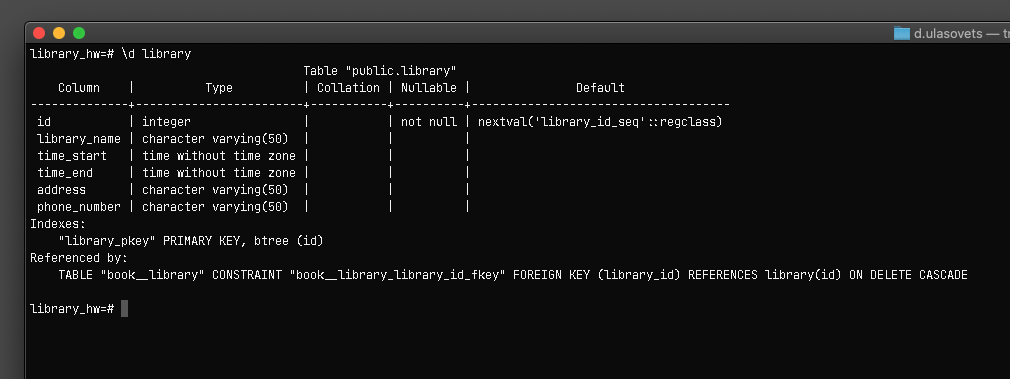 d.ulasovets — tr
library_hw=# \d library
Table "public.library"
Column | Type | Collation | Nullable | Default
---------------+------------------------+-----------+----------+-------------------------------------
id | integer | | not null | nextval('library_id_seq'::regclass)
library_name | character varying(50) | | |
time_start | time without time zone | | |
time_end | time without time zone | | |
address | character varying(50) | | |
phone_number | character varying(50) | | |
Indexes:
"library_pkey" PRIMARY KEY, btree (id)
Referenced by:
TABLE "book__library" CONSTRAINT "book__library_library_id_fkey" FOREIGN KEY (library_id) REFERENCES library(id) ON DELETE CASCADE
library_hw=#